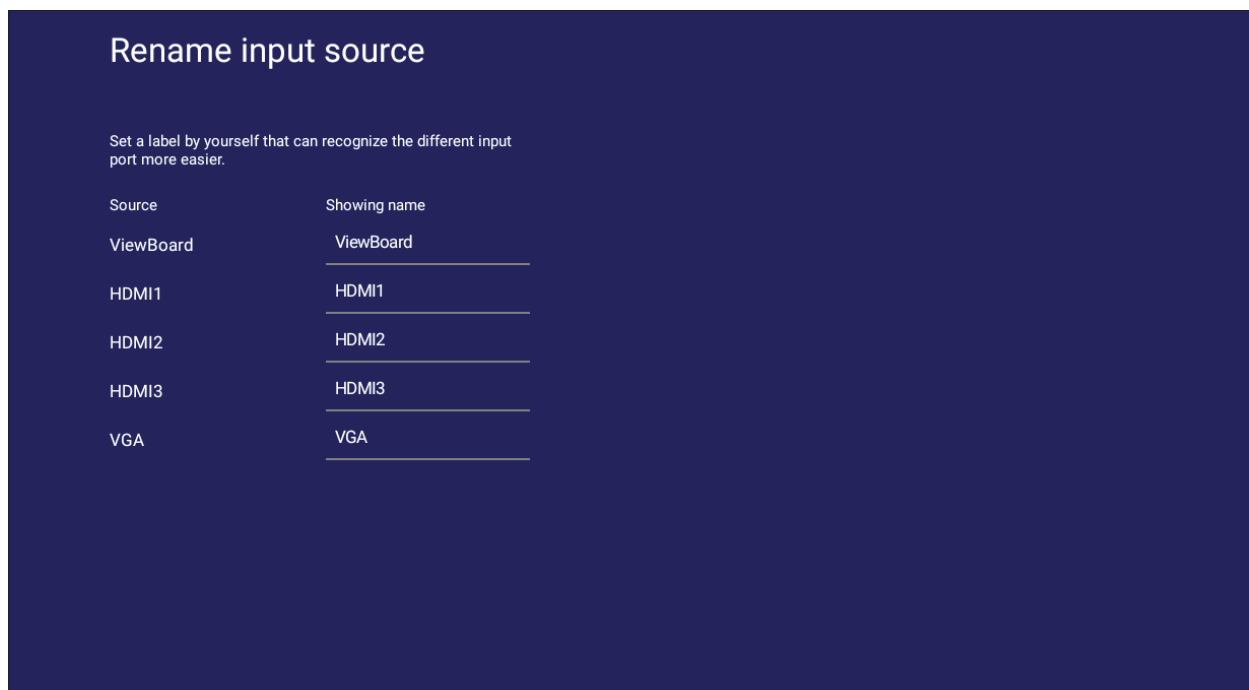 Rename input source
Set a label by yourself that can recognize the different input
port more easier.
Source Showing name
ViewBoard ViewBoard
HDMI1 HDMI1
HDMI2 HDMI2
HDMI3 HDMI3
VGA VGA